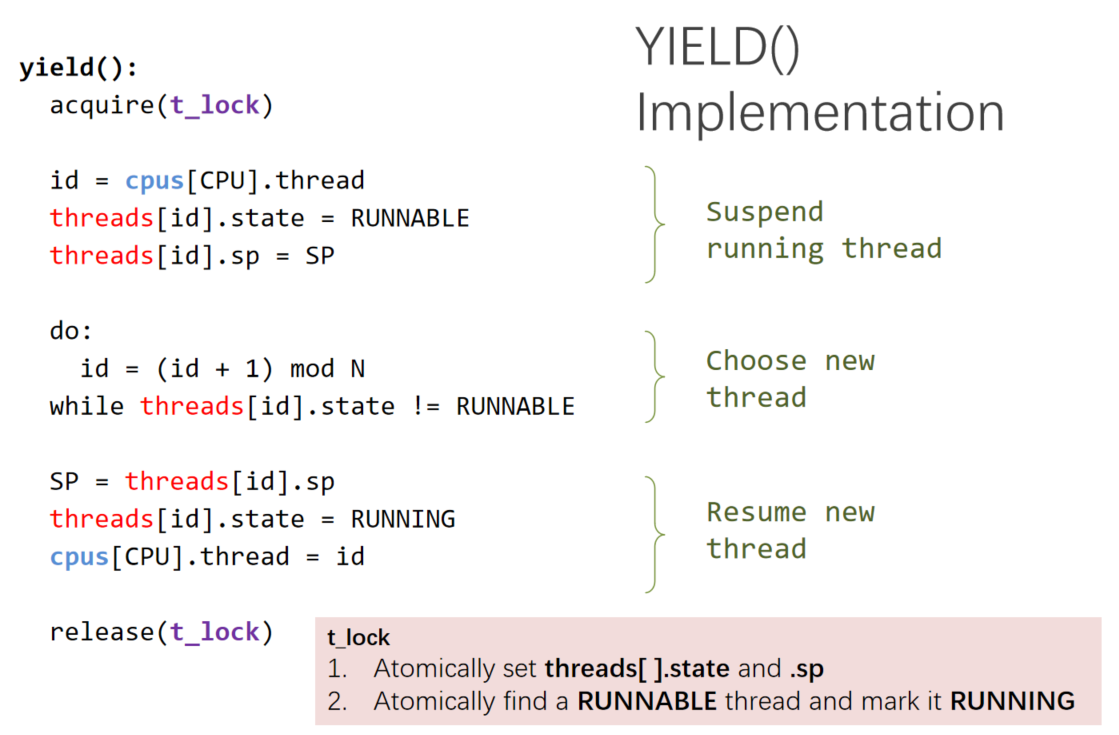 YIELD()
Implementation
yield():
acquire(t_lock)
id = cpus[CPU].thread
threads[id].state = RUNNABLE
threads[id].sp = SP
Suspend
running thread
do:
id = (id + 1) mod N
while threads[id].state != RUNNABLE
Choose new
thread
SP = threads[id].sp
threads[id].state = RUNNING
cpus[CPU].thread = id
Resume new
thread
release(t_lock)
t_lock
1. Atomically set threads[ ].state and .sp
2. Atomically find a RUNNABLE thread and mark it RUNNING